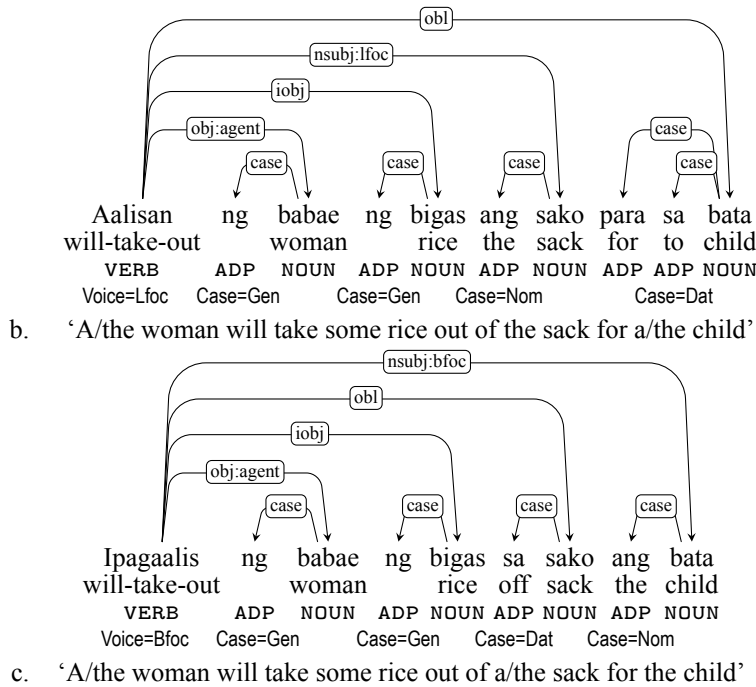 obl
nsubj:lfoc
iobj
obj:agent case
case case case case
Aalisan ng babae ng bigas ang sako para sa bata
will-take-out woman rice the sack for to child
VERB ADP NOUN ADP NOUN ADP NOUN ADP ADP NOUN
Voice=Lfoc Case=Gen Case=Gen Case=Nom Case=Dat
b. ‘A/the woman will take some rice out of the sack for a/the child’
nsubj:bfoc
obl
iobj
obj:agent
case case case case
Ipagaalis ng babae ng bigas sa sako ang bata
will-take-out woman rice off sack the child
VERB ADP NOUN ADP NOUN ADP NOUN ADP NOUN
Voice=Bfoc Case=Gen Case=Gen Case=Dat Case=Nom
c. ‘A/the woman will take some rice out of a/the sack for the child’